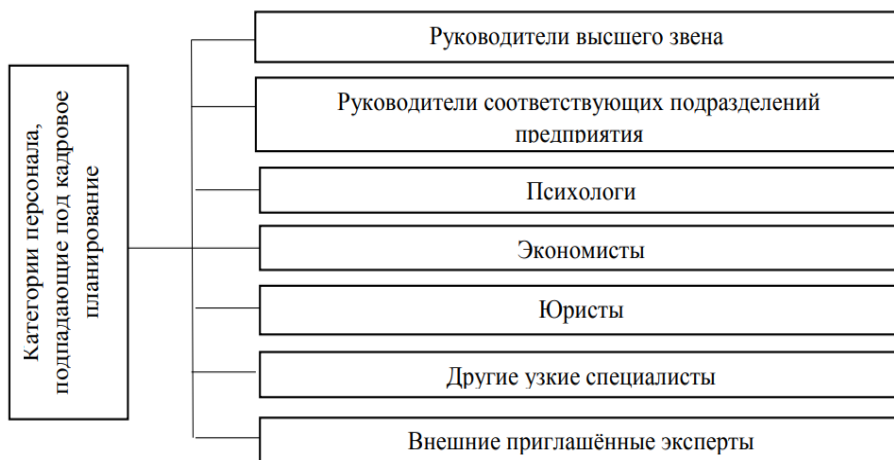 Категории персонала,
подпадающие под кадровое
планирование
Руководители высшего звена
Руководители соответствующих подразделений
предприятия
Психологи
Экономисты
Юристы
Другие узкие специалисты
Внешние приглашённые эксперты